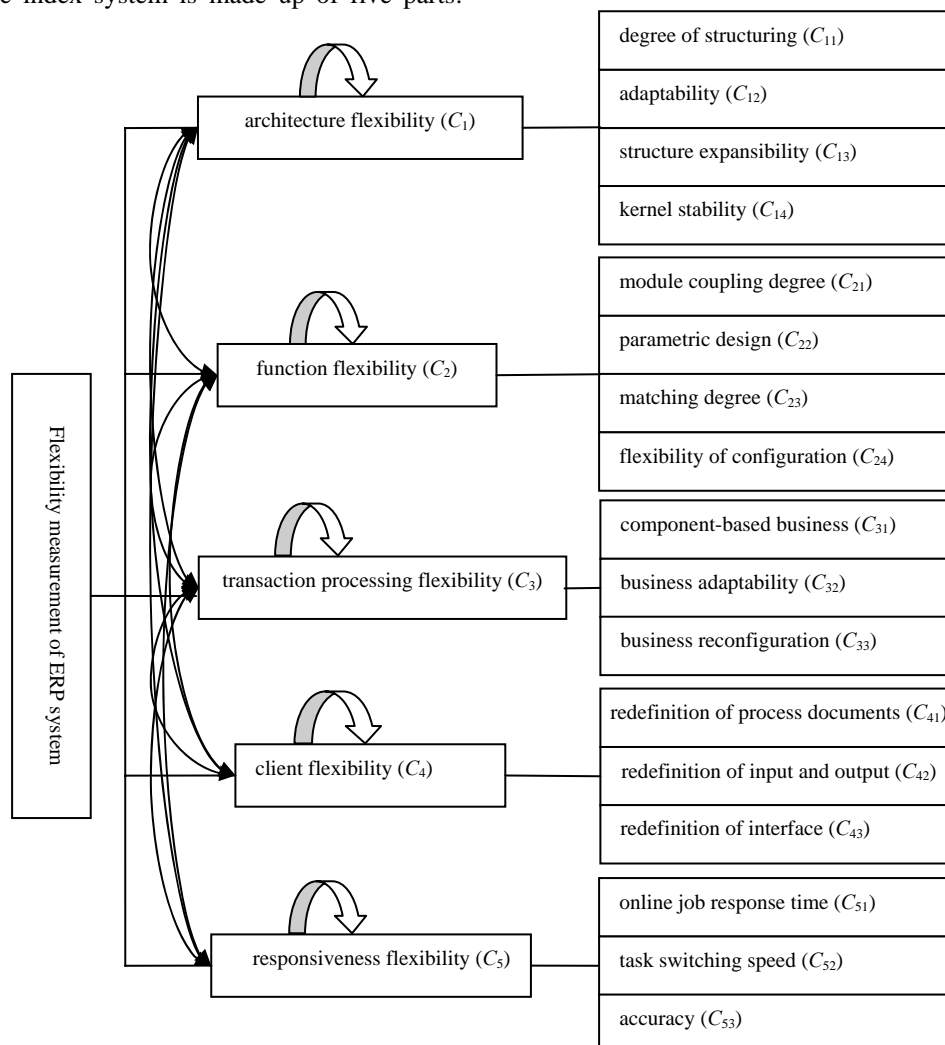 e index system is made up of five parts.
degree of structuring (C11)
adaptability (C12)
architecture flexibility (C1)
structure expansibility (C13)
kernel stability (C14)
module coupling degree (C21)
parametric design (C22)
function flexibility (C2)
matching degree (C23)
flexibility of configuration (C24)
Flexibility measurement of ERP system
component-based business (C31)
transaction processing flexibility (C3)
business adaptability (C32)
business reconfiguration (C33)
redefinition of process documents (C41)
client flexibility (C4)
redefinition of input and output (C42)
redefinition of interface (C43)
online job response time (C51)
responsiveness flexibility (C5)
task switching speed (C52)
accuracy (C53)